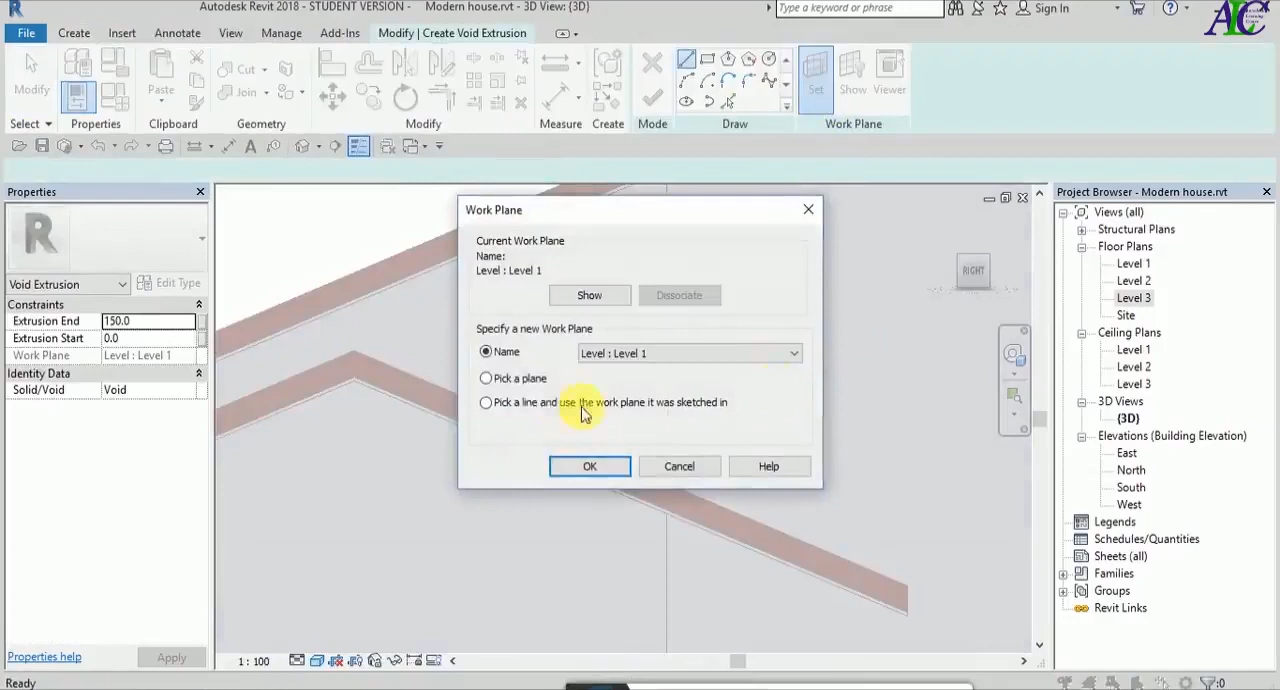 Autodesk Revit 2018 - STUDENT VERSION - Modern house.rvt - 3D View: {3D}
Type a keyword or phrase
Sign In
ALC
File Create Insert Annotate View Manage Add-Ins Modify | Create Void Extrusion
Modify Paste Cut Join Set Show Viewer
Select Properties Clipboard Geometry Modify Measure Create Mode Draw Work Plane
Properties
Void Extrusion Edit Type
Constraints
Extrusion End 150.0
Extrusion Start 0.0
Work Plane Level : Level 1
Identity Data
Solid/Void Void
Properties help Apply
Work Plane
Current Work Plane
Name:
Level : Level 1
Show Dissociate
Specify a new Work Plane
Name Level : Level 1
Pick a plane
Pick a line and use the work plane it was sketched in
OK Cancel Help
RIGHT
Project Browser - Modern house.rvt
Views (all)
Structural Plans
Floor Plans
Level 1
Level 2
Level 3
Site
Ceiling Plans
Level 1
Level 2
Level 3
3D Views
{3D}
Elevations (Building Elevation)
East
North
South
West
Legends
Schedules/Quantities
Sheets (all)
Families
Groups
Revit Links
1 : 100
Ready
:0